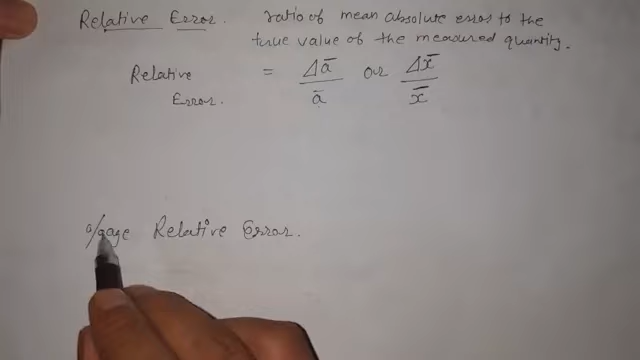 Relative Error. ratio of mean absolute error to the
true value of the measured quantity.
Relative = Δā/ā or Δx̄/x̄
Error.
%age Relative Error.